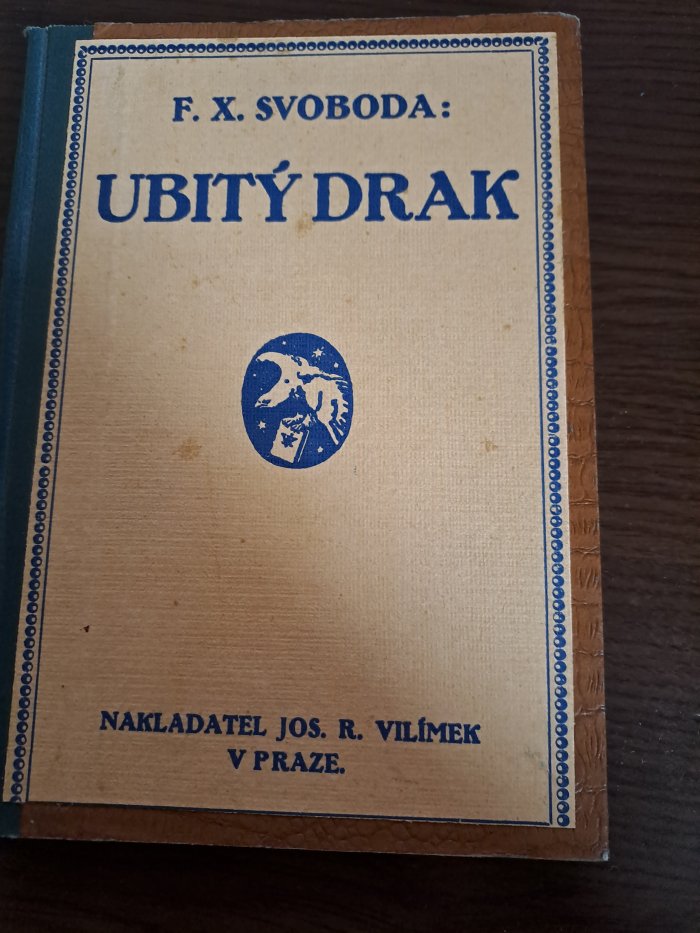 F. X. SVOBODA:
UBITÝ DRAK
NAKLADATEL JOS. R. VILÍMEK
V PRAZE.